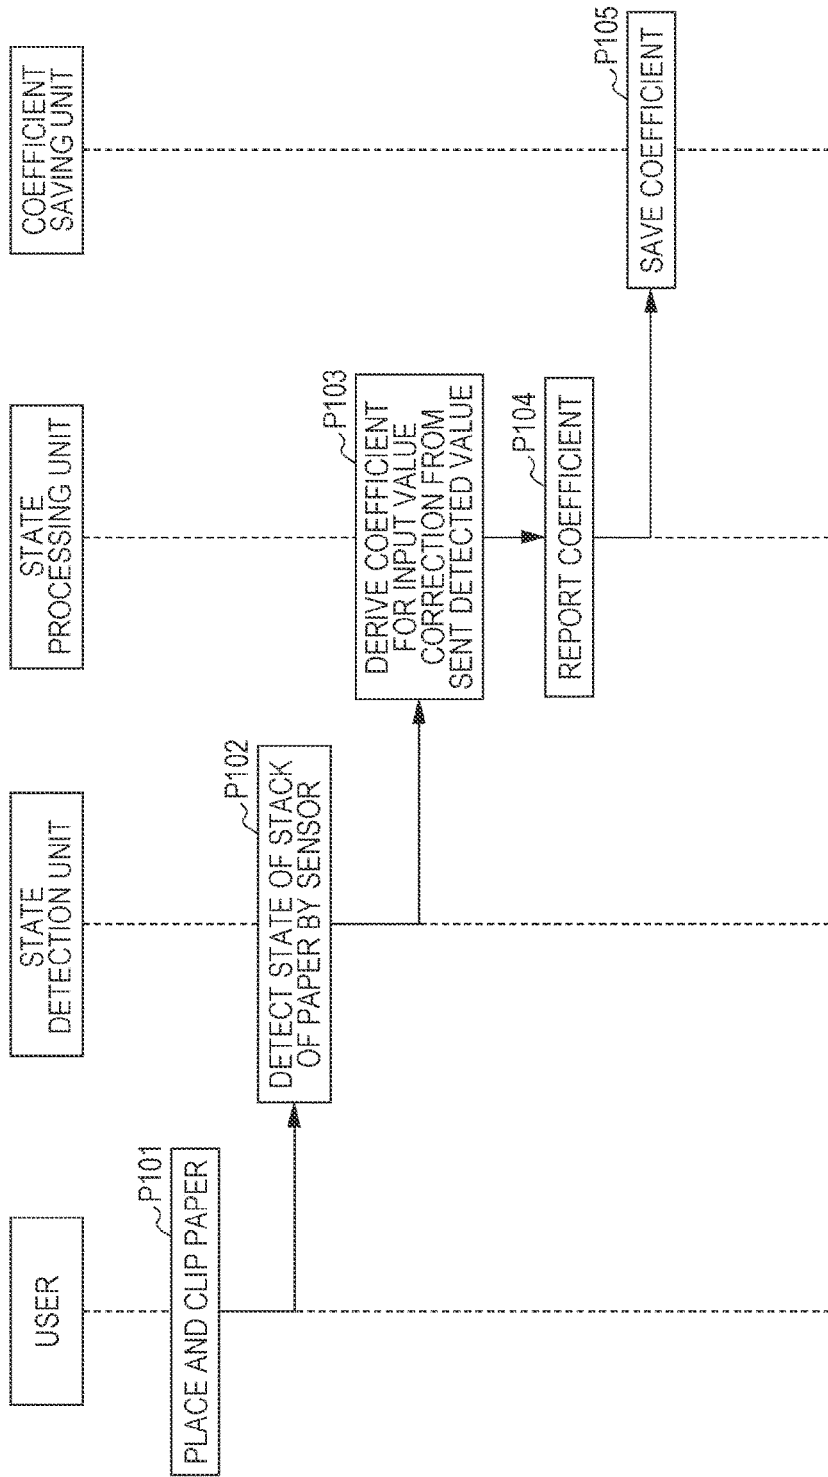 USER
STATE
DETECTION UNIT
STATE
PROCESSING UNIT
COEFFICIENT
SAVING UNIT
P101
PLACE AND CLIP PAPER
P102
DETECT STATE OF STACK
OF PAPER BY SENSOR
P103
DERIVE COEFFICIENT
FOR INPUT VALUE
CORRECTION FROM
SENT DETECTED VALUE
P104
REPORT COEFFICIENT
P105
SAVE COEFFICIENT